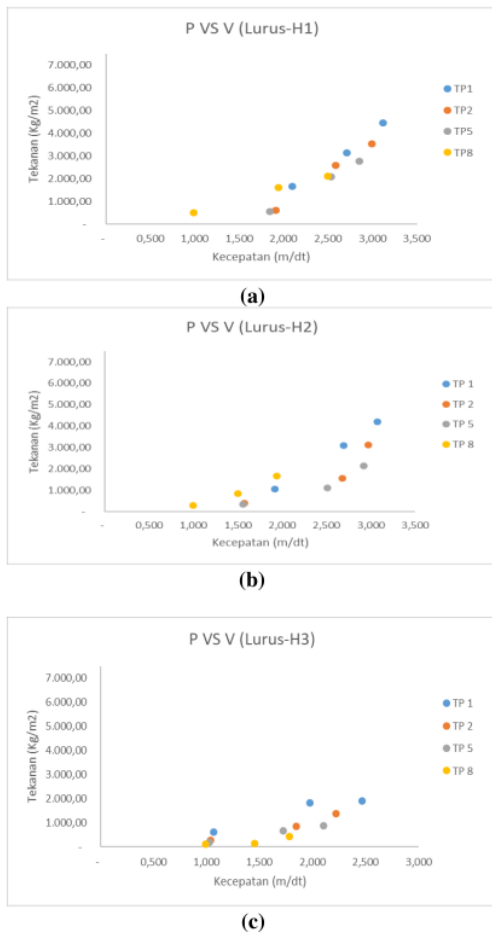 P VS V (Lurus-H1)
Tekanan (Kg/m2)
7.000,00
6.000,00
5.000,00
4.000,00
3.000,00
2.000,00
1.000,00
-
- 0,500 1,000 1,500 2,000 2,500 3,000 3,500
Kecepatan (m/dt)
TP1
TP2
TP5
TP8
(a)
P VS V (Lurus-H2)
Tekanan (Kg/m2)
7.000,00
6.000,00
5.000,00
4.000,00
3.000,00
2.000,00
1.000,00
-
- 0,500 1,000 1,500 2,000 2,500 3,000 3,500
Kecepatan (m/dt)
TP 1
TP 2
TP 5
TP 8
(b)
P VS V (Lurus-H3)
Tekanan (Kg/m2)
7.000,00
6.000,00
5.000,00
4.000,00
3.000,00
2.000,00
1.000,00
-
- 0,500 1,000 1,500 2,000 2,500 3,000
Kecepatan (m/dt)
TP 1
TP 2
TP 5
TP 8
(c)